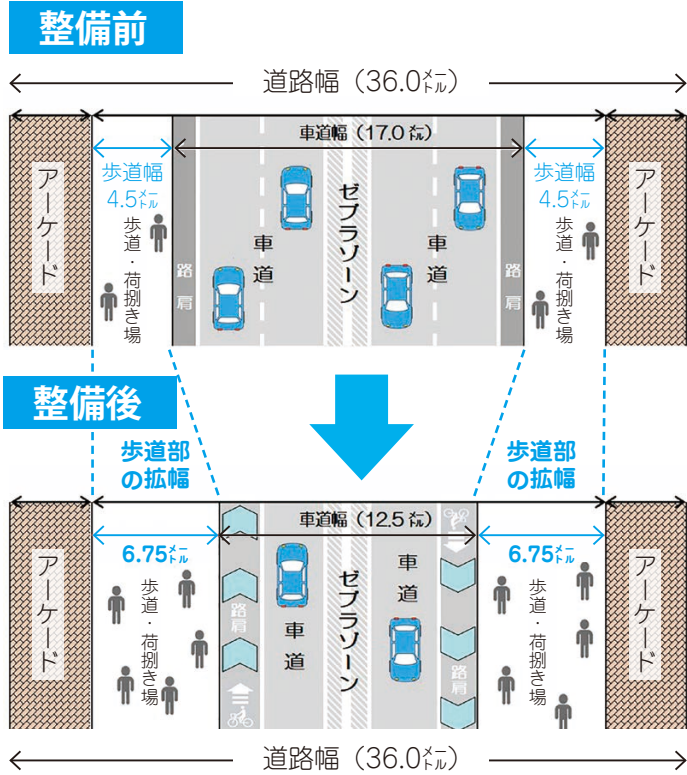 整備前
道路幅（36.0メートル）
車道幅（17.0メートル）
歩道幅
4.5メートル
歩道幅
4.5メートル
アーケード
歩道・荷捌き場
路肩
車道
ゼブラゾーン
車道
路肩
歩道・荷捌き場
アーケード
整備後
歩道部
の拡幅
歩道部
の拡幅
車道幅（12.5メートル）
6.75メートル
6.75メートル
アーケード
歩道・荷捌き場
路肩
車道
ゼブラゾーン
車道
路肩
歩道・荷捌き場
アーケード
道路幅（36.0メートル）